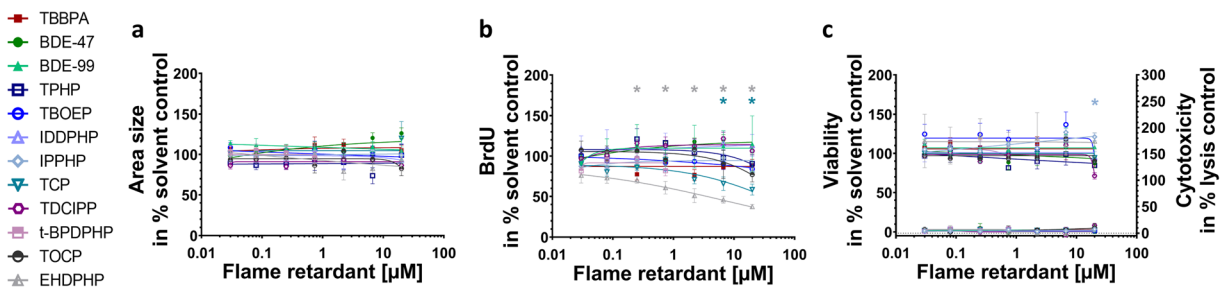 TBBPA
BDE-47
BDE-99
TPHP
TBOEP
IDDPHP
IPPHP
TCP
TDCIPP
t-BPDPHP
TOCP
EHDPHP
a
Area size
in % solvent control
200
150
100
50
0
0.01 0.1 1 10 100
Flame retardant [µM]
b
BrdU
in % solvent control
200
150
100
50
0
* * * * *
* *
0.01 0.1 1 10 100
Flame retardant [µM]
c
Viability
in % solvent control
200
150
100
50
0
*
0.01 0.1 1 10 100
Flame retardant [µM]
300
250
200
150
100
50
0
Cytotoxicity
in % lysis control